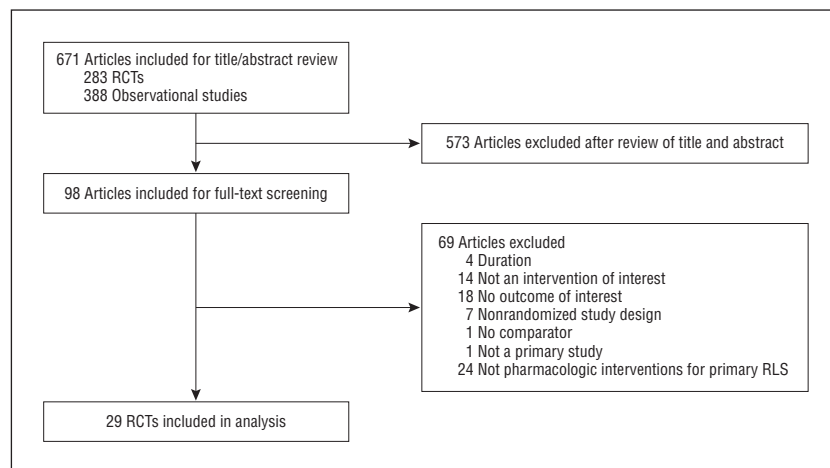 671 Articles included for title/abstract review
283 RCTs
388 Observational studies
573 Articles excluded after review of title and abstract
98 Articles included for full-text screening
69 Articles excluded
4 Duration
14 Not an intervention of interest
18 No outcome of interest
7 Nonrandomized study design
1 No comparator
1 Not a primary study
24 Not pharmacologic interventions for primary RLS
29 RCTs included in analysis